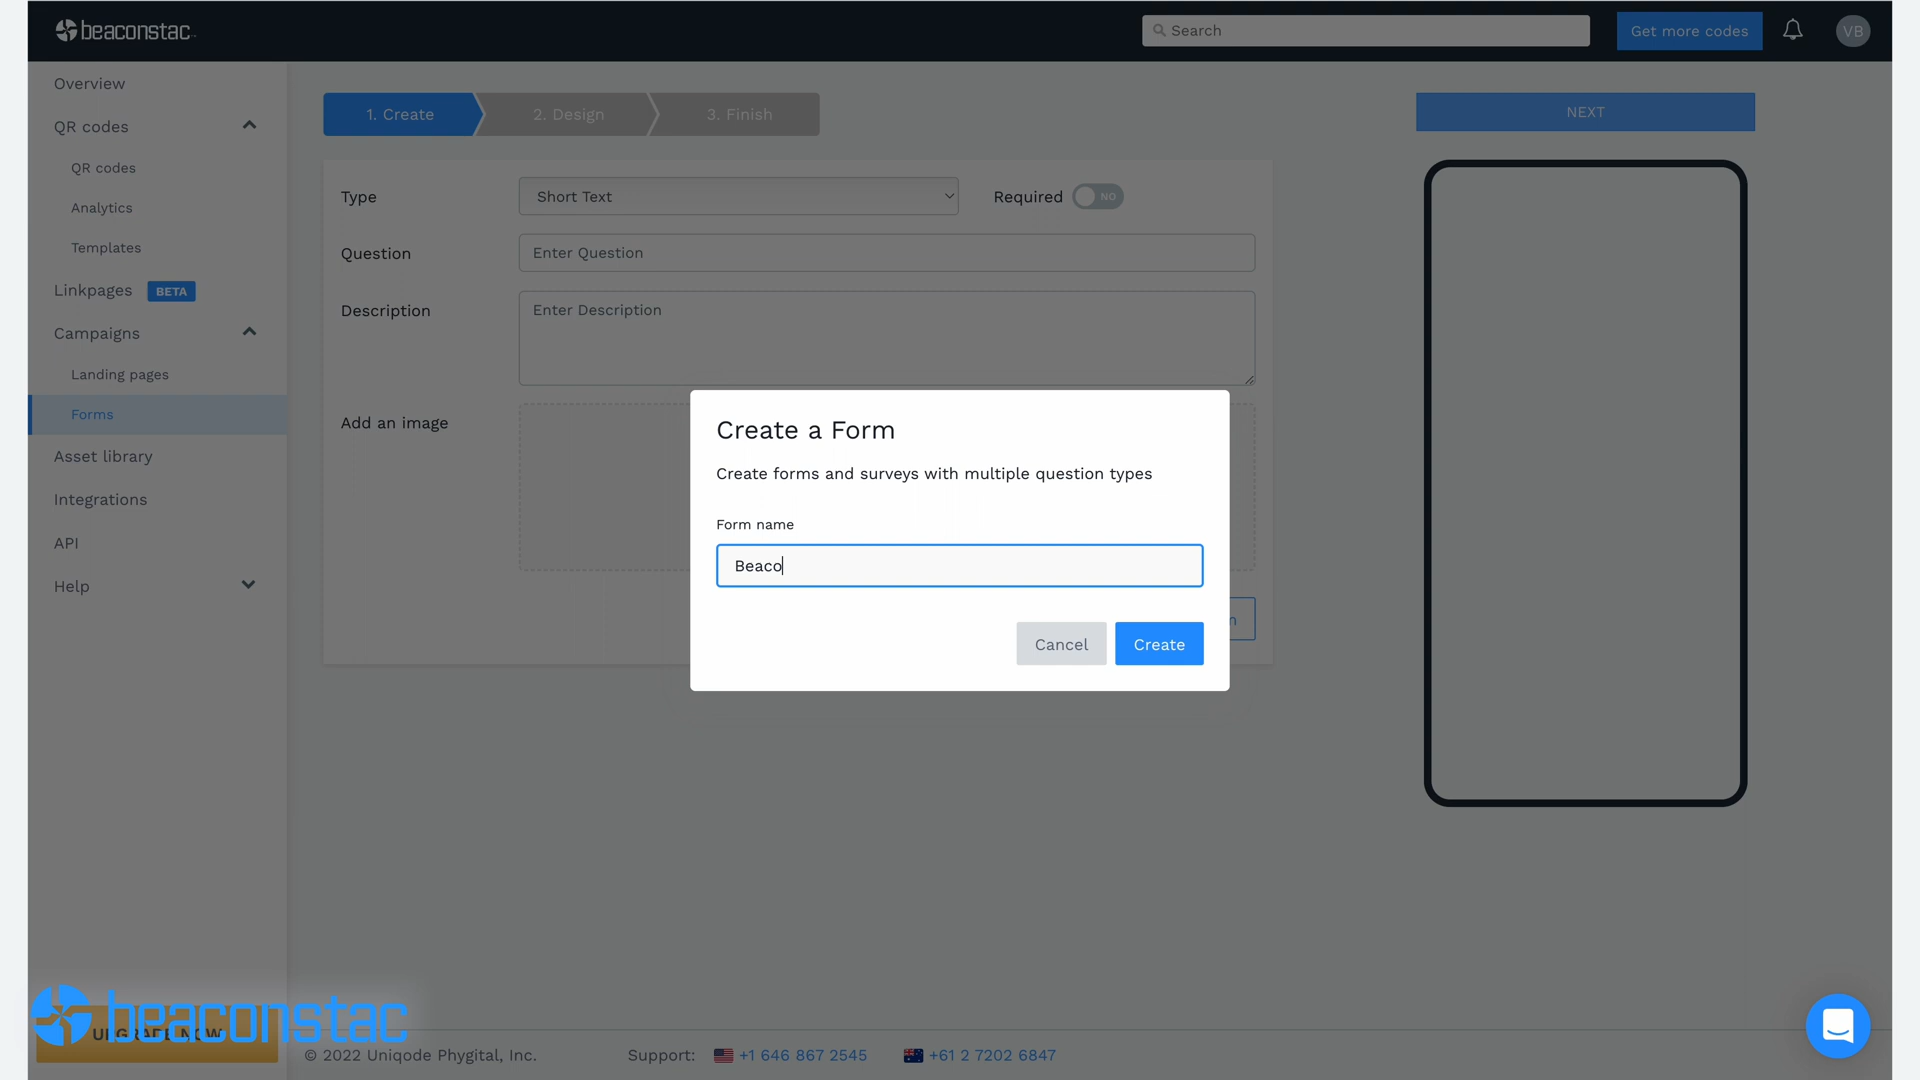 beaconstac
Search
Get more codes
VB
Overview
1. Create
2. Design
3. Finish
NEXT
QR codes
QR codes
Analytics
Templates
Linkpages BETA
Campaigns
Landing pages
Forms
Asset library
Integrations
API
Help
Type
Short Text
Required
NO
Question
Enter Question
Description
Enter Description
Add an image
Create a Form
Create forms and surveys with multiple question types
Form name
Beaco
Cancel
Create
beaconstac
UPGRADE NOW
© 2022 Uniqode Phygital, Inc.
Support:
+1 646 867 2545
+61 2 7202 6847